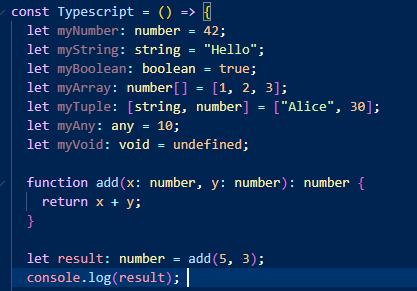 const Typescript = () => {
let myNumber: number = 42;
let myString: string = "Hello";
let myBoolean: boolean = true;
let myArray: number[] = [1, 2, 3];
let myTuple: [string, number] = ["Alice", 30];
let myAny: any = 10;
let myVoid: void = undefined;
function add(x: number, y: number): number {
return x + y;
}
let result: number = add(5, 3);
console.log(result);